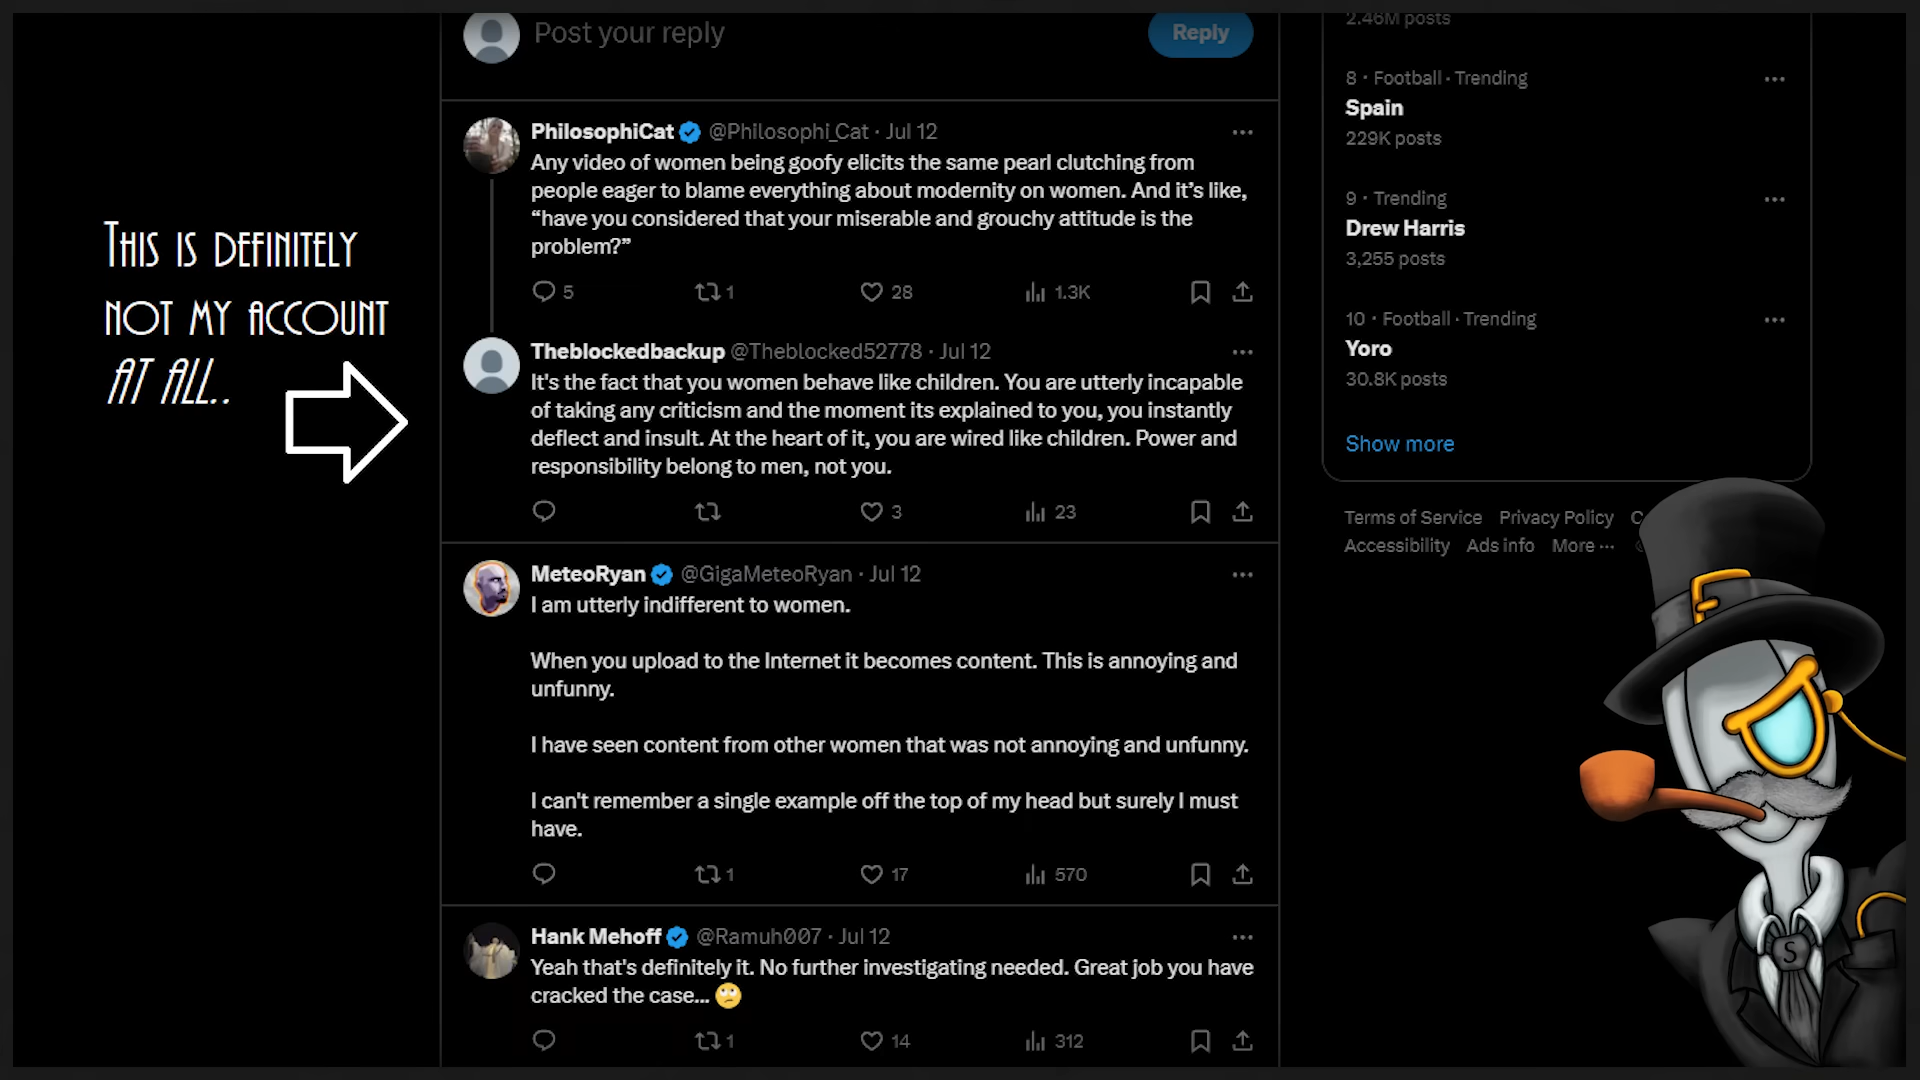 Post your reply
Reply
PhilosophiCat @Philosophi_Cat · Jul 12
Any video of women being goofy elicits the same pearl clutching from
people eager to blame everything about modernity on women. And it's like,
“have you considered that your miserable and grouchy attitude is the
problem?”
5 1 28 1.3K
THIS IS DEFINITELY
NOT MY ACCOUNT
AT ALL..
Theblockedbackup @Theblocked52778 · Jul 12
It's the fact that you women behave like children. You are utterly incapable
of taking any criticism and the moment its explained to you, you instantly
deflect and insult. At the heart of it, you are wired like children. Power and
responsibility belong to men, not you.
3 23
MeteoRyan @GigaMeteoRyan · Jul 12
I am utterly indifferent to women.
When you upload to the Internet it becomes content. This is annoying and
unfunny.
I have seen content from other women that was not annoying and unfunny.
I can't remember a single example off the top of my head but surely I must
have.
1 17 570
Hank Mehoff @Ramuh007 · Jul 12
Yeah that's definitely it. No further investigating needed. Great job you have
cracked the case... 🙄
1 14 312
2.46M posts
8 · Football · Trending
Spain
229K posts
9 · Trending
Drew Harris
3,255 posts
10 · Football · Trending
Yoro
30.8K posts
Show more
Terms of Service Privacy Policy
Accessibility Ads info More ···
S